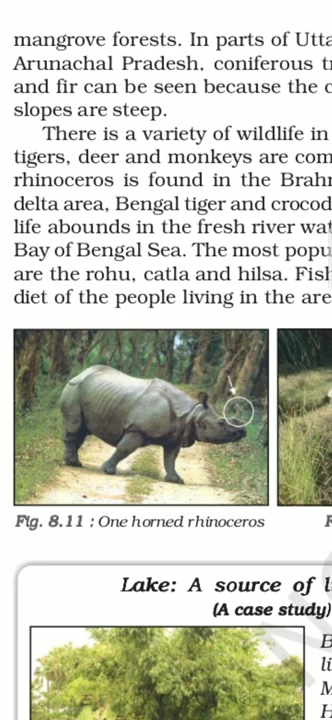 mangrove forests. In parts of Utta
Arunachal Pradesh, coniferous tr
and fir can be seen because the c
slopes are steep.
There is a variety of wildlife in
tigers, deer and monkeys are com
rhinoceros is found in the Brahm
delta area, Bengal tiger and crocod
life abounds in the fresh river wat
Bay of Bengal Sea. The most popu
are the rohu, catla and hilsa. Fish
diet of the people living in the are
Fig. 8.11 : One horned rhinoceros
F
Lake: A source of l
(A case study)
B
li
M
H